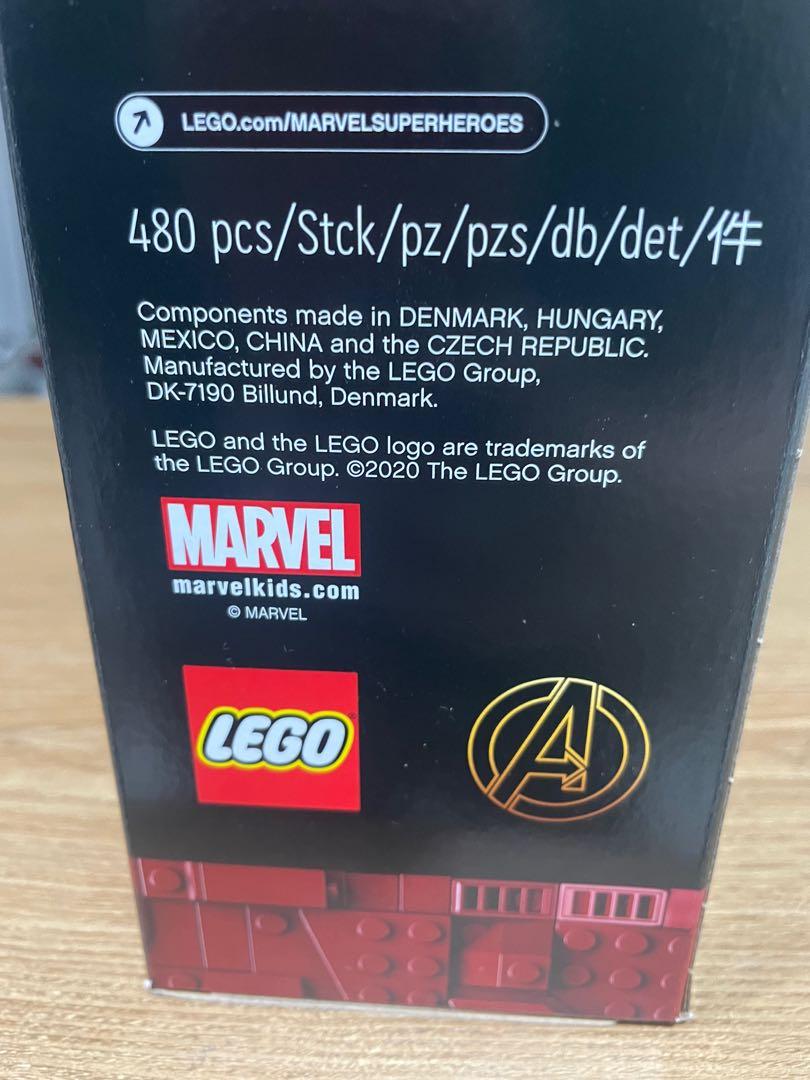 LEGO.com/MARVELSUPERHEROES
480 pcs/Stck/pz/pzs/db/det/件
Components made in DENMARK, HUNGARY,
MEXICO, CHINA and the CZECH REPUBLIC.
Manufactured by the LEGO Group,
DK-7190 Billund, Denmark.
LEGO and the LEGO logo are trademarks of
the LEGO Group. ©2020 The LEGO Group.
MARVEL
marvelkids.com
© MARVEL
LEGO
A